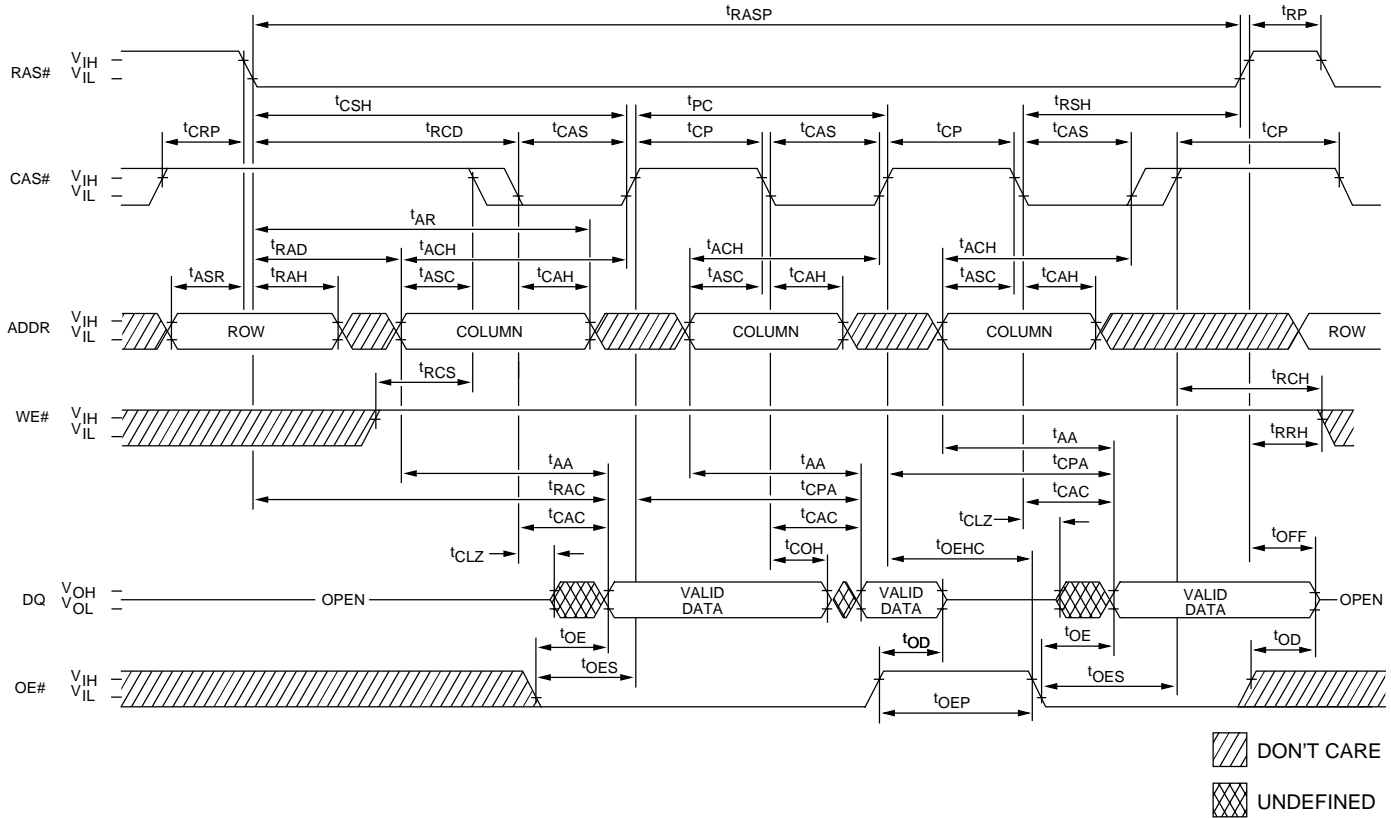 tRASP tRP
RAS# VIH
VIL
tCSH tPC tRSH
tCRP tRCD tCAS tCP tCAS tCP tCAS tCP
CAS# VIH
VIL
tAR
tRAD tACH tACH tACH
tASR tRAH tASC tCAH tASC tCAH tASC tCAH
ADDR VIH
VIL
ROW COLUMN COLUMN COLUMN ROW
tRCS tRCH
WE# VIH
VIL
tRRH
tAA tAA tAA
tRAC tCPA tCPA
tCAC tCAC tCAC
tCLZ tCOH tOEHC tCLZ tOFF
DQ VOH
VOL
OPEN VALID DATA VALID DATA VALID DATA OPEN
tOE tOD tOE tOD
tOES tOES
OE# VIH
VIL
tOEP
DON'T CARE
UNDEFINED